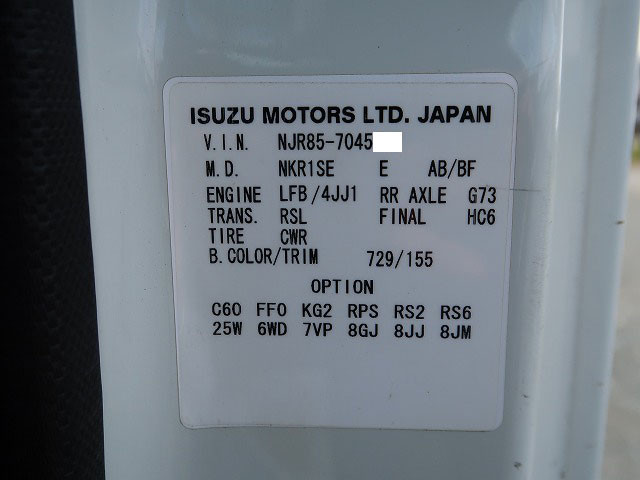 ISUZU MOTORS LTD. JAPAN
V.I.N. NJR85-7045
M.D. NKR1SE E AB/BF
ENGINE LFB/4JJ1 RR AXLE G73
TRANS. RSL FINAL HC6
TIRE CWR
B.COLOR/TRIM 729/155
OPTION
C60 FF0 KG2 RPS RS2 RS6
25W 6WD 7VP 8GJ 8JJ 8JM